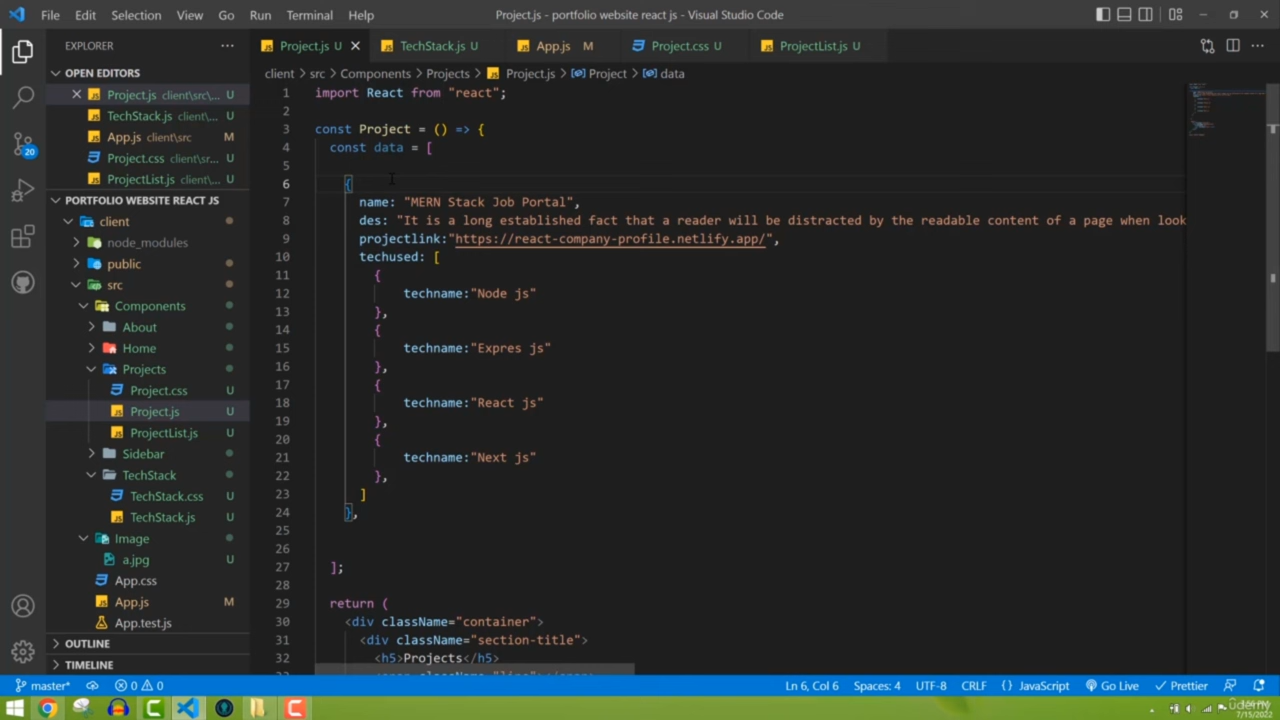 File Edit Selection View Go Run Terminal Help Project.js - portfolio website react js - Visual Studio Code
EXPLORER
Project.js U TechStack.js U App.js M Project.css U ProjectList.js U
OPEN EDITORS
client > src > Components > Projects > Project.js > Project > data
Project.js client\src\... U
TechStack.js client\... U
App.js client\src M
Project.css client\sr... U
ProjectList.js client\... U
PORTFOLIO WEBSITE REACT JS
client
node_modules
public
src
Components
About
Home
Projects
Project.css U
Project.js U
ProjectList.js U
Sidebar
TechStack
TechStack.css U
TechStack.js U
Image
a.jpg U
App.css
App.js M
App.test.js
OUTLINE
TIMELINE
20
1 import React from "react";
2
3 const Project = () => {
4 const data = [
5
6 {
7 name: "MERN Stack Job Portal",
8 des: "It is a long established fact that a reader will be distracted by the readable content of a page when look
9 projectlink:"https://react-company-profile.netlify.app/",
10 techused: [
11 {
12 techname:"Node js"
13 },
14 {
15 techname:"Expres js"
16 },
17 {
18 techname:"React js"
19 },
20 {
21 techname:"Next js"
22 },
23 ]
24 },
25
26
27 ];
28
29 return (
30 <div className="container">
31 <div className="section-title">
32 <h5>Projects</h5>
master* 0 0 Ln 6, Col 6 Spaces: 4 UTF-8 CRLF {} JavaScript Go Live Prettier
udemy
7/15/2022